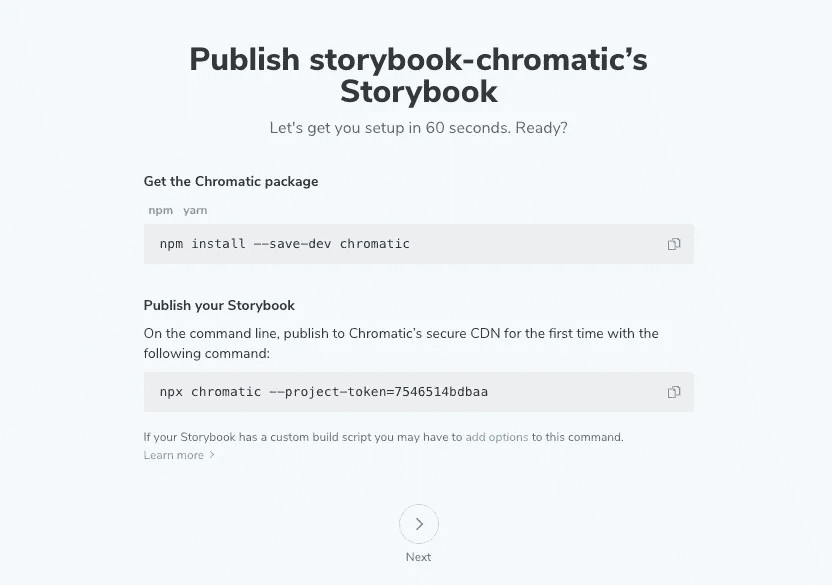 Publish storybook-chromatic’s
Storybook
Let's get you setup in 60 seconds. Ready?
Get the Chromatic package
npm yarn
npm install --save-dev chromatic
Publish your Storybook
On the command line, publish to Chromatic’s secure CDN for the first time with the
following command:
npx chromatic --project-token=7546514bdbaa
If your Storybook has a custom build script you may have to add options to this command.
Learn more
Next